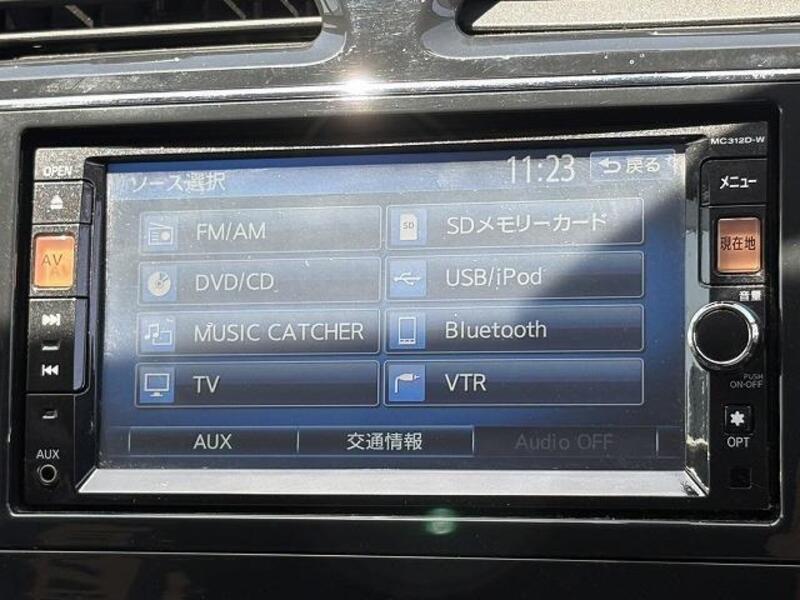 MC312D-W
OPEN
ソース選択
11:23
戻る
メニュー
FM/AM
SD
SDメモリーカード
AV
現在地
DVD/CD
USB/iPod
音量
MUSIC CATCHER
Bluetooth
TV
VTR
PUSH
ON-OFF
AUX
交通情報
Audio OFF
OPT
AUX